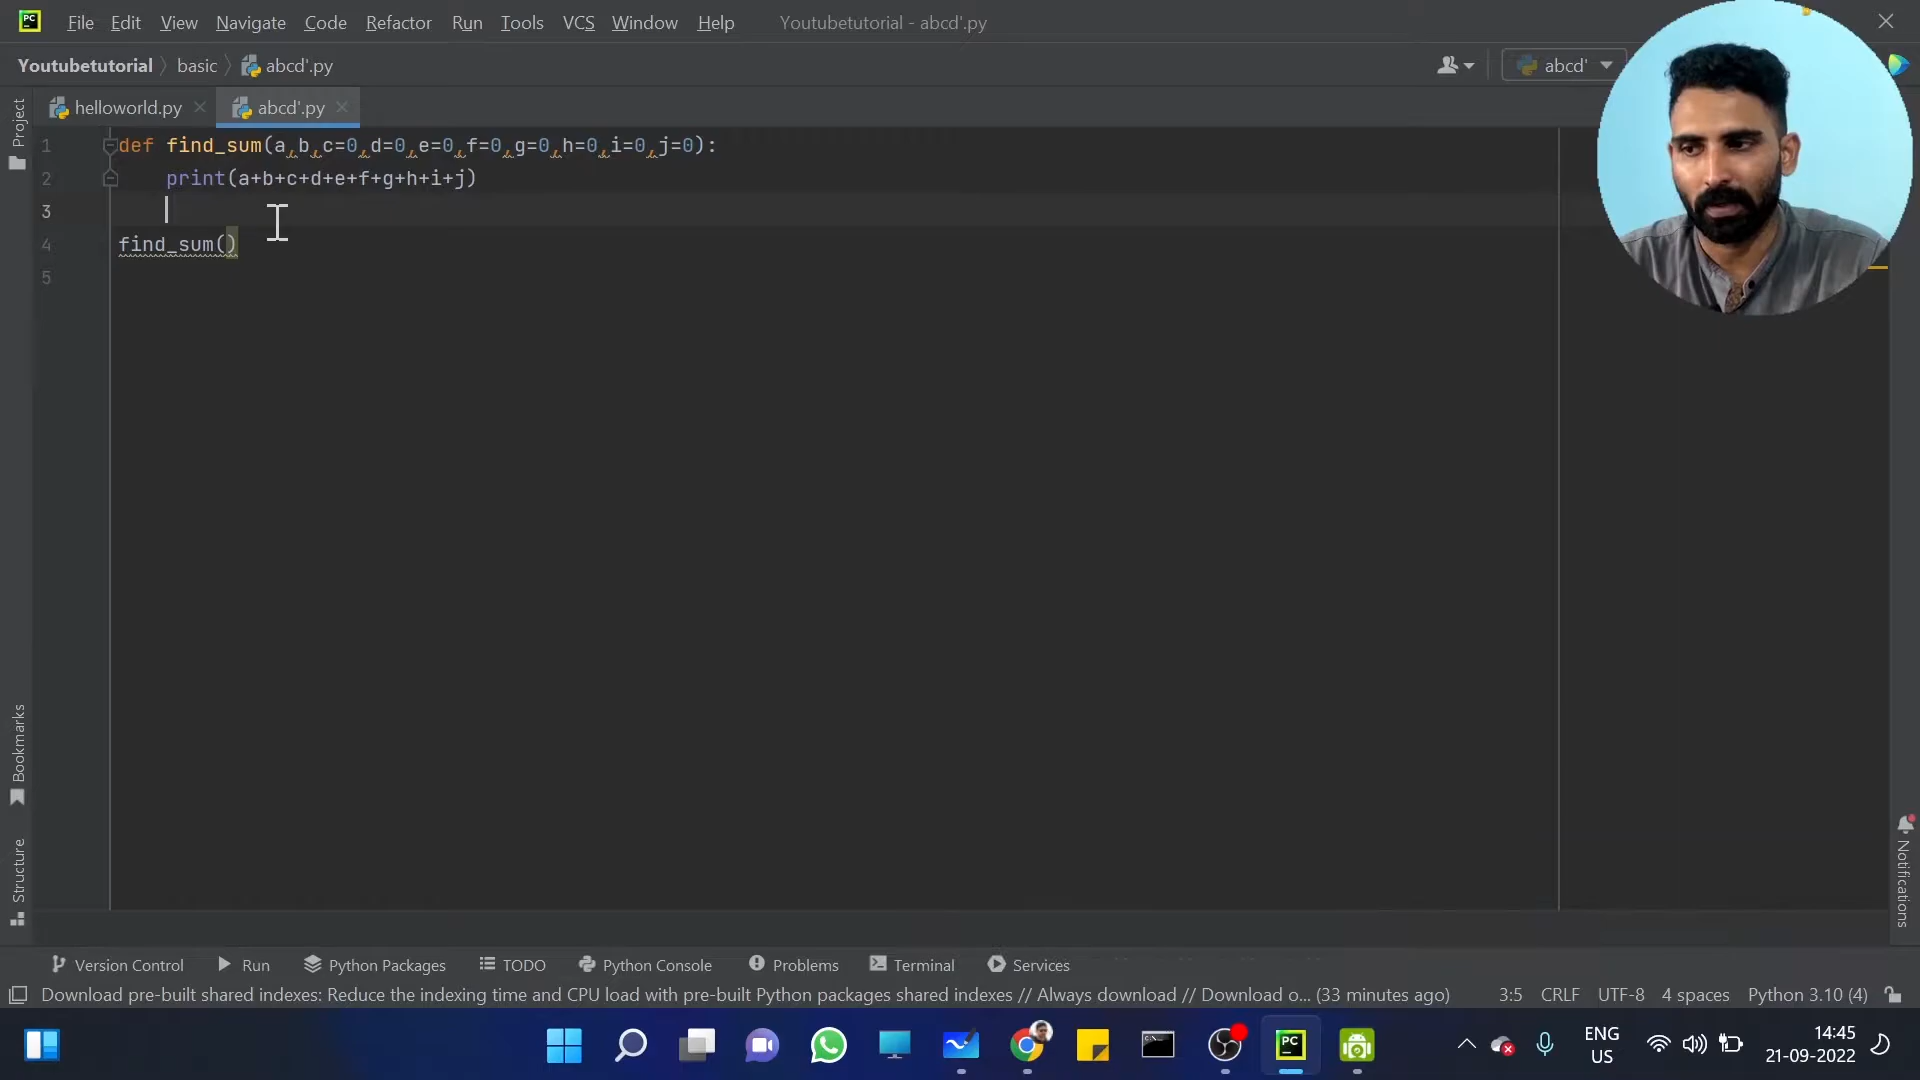 File Edit View Navigate Code Refactor Run Tools VCS Window Help Youtubetutorial - abcd'.py
Youtubetutorial basic abcd'.py abcd'
helloworld.py abcd'.py
Project
1 def find_sum(a,b,c=0,d=0,e=0,f=0,g=0,h=0,i=0,j=0):
2 print(a+b+c+d+e+f+g+h+i+j)
3
4 find_sum()
5
Bookmarks
Structure
Notifications
Version Control Run Python Packages TODO Python Console Problems Terminal Services
Download pre-built shared indexes: Reduce the indexing time and CPU load with pre-built Python packages shared indexes // Always download // Download o... (33 minutes ago) 3:5 CRLF UTF-8 4 spaces Python 3.10 (4)
ENG 14:45
US 21-09-2022